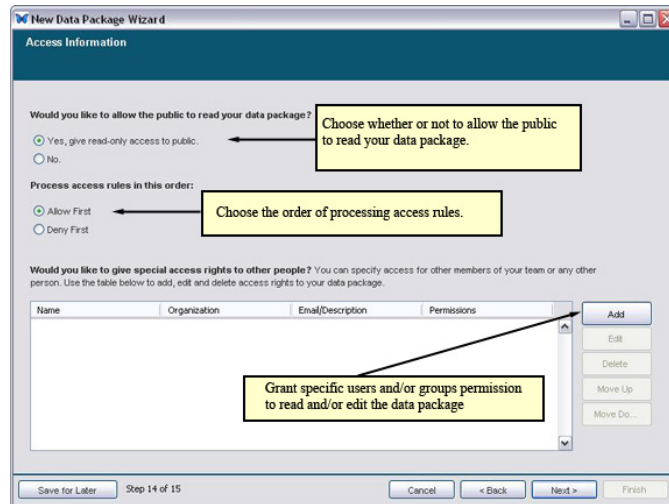 New Data Package Wizard
Access Information
Would you like to allow the public to read your data package?
Yes, give read-only access to public.
No.
Choose whether or not to allow the public
to read your data package.
Process access rules in this order:
Allow First
Deny First
Choose the order of processing access rules.
Would you like to give special access rights to other people? You can specify access for other members of your team or any other
person. Use the table below to add, edit and delete access rights to your data package.
Name Organization Email/Description Permissions
Add
Edit
Delete
Move Up
Move Do...
Grant specific users and/or groups permission
to read and/or edit the data package
Save for Later Step 14 of 15 Cancel < Back Next > Finish